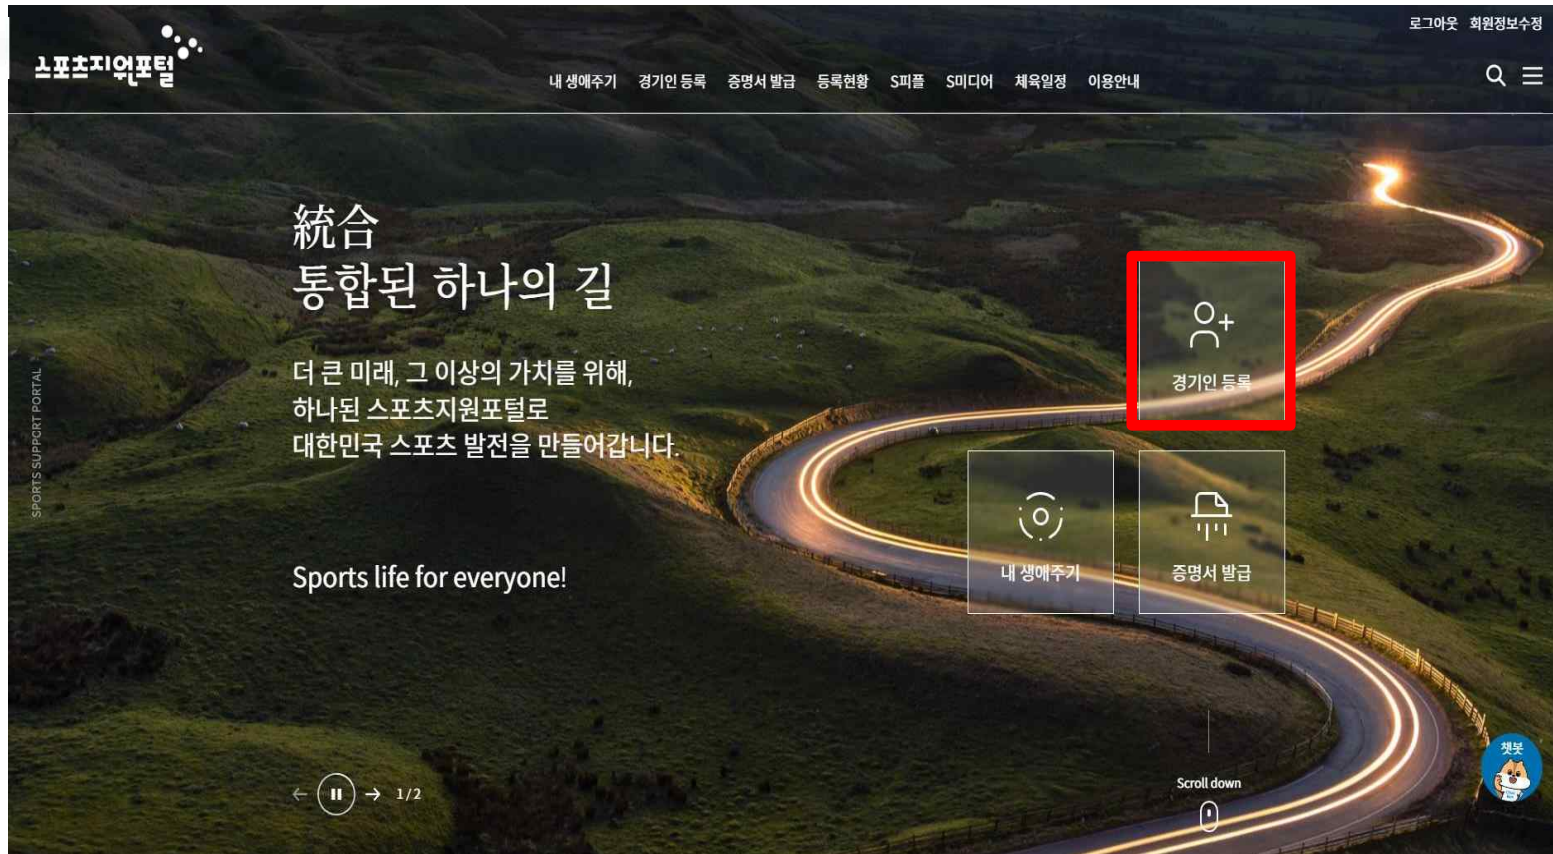 로그아웃 회원정보수정
스포츠지원포털
내 생애주기 경기인 등록 증명서 발급 등록현황 S피플 S미디어 체육일정 이용안내
統合
통합된 하나의 길
더 큰 미래, 그 이상의 가치를 위해,
하나된 스포츠지원포털로
대한민국 스포츠 발전을 만들어갑니다.
Sports life for everyone!
SPORTS SUPPORT PORTAL
경기인 등록
내 생애주기
증명서 발급
1/2
Scroll down
챗봇